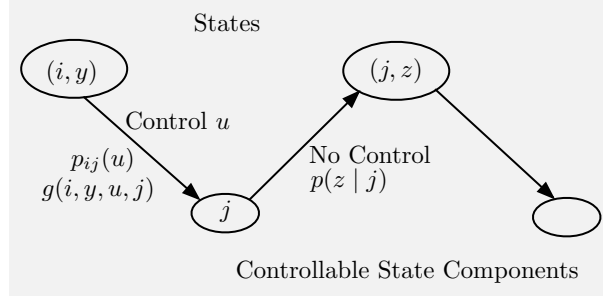 States
(i, y)
(j, z)
Control u
p_{ij}(u)
g(i, y, u, j)
No Control
p(z | j)
j
Controllable State Components